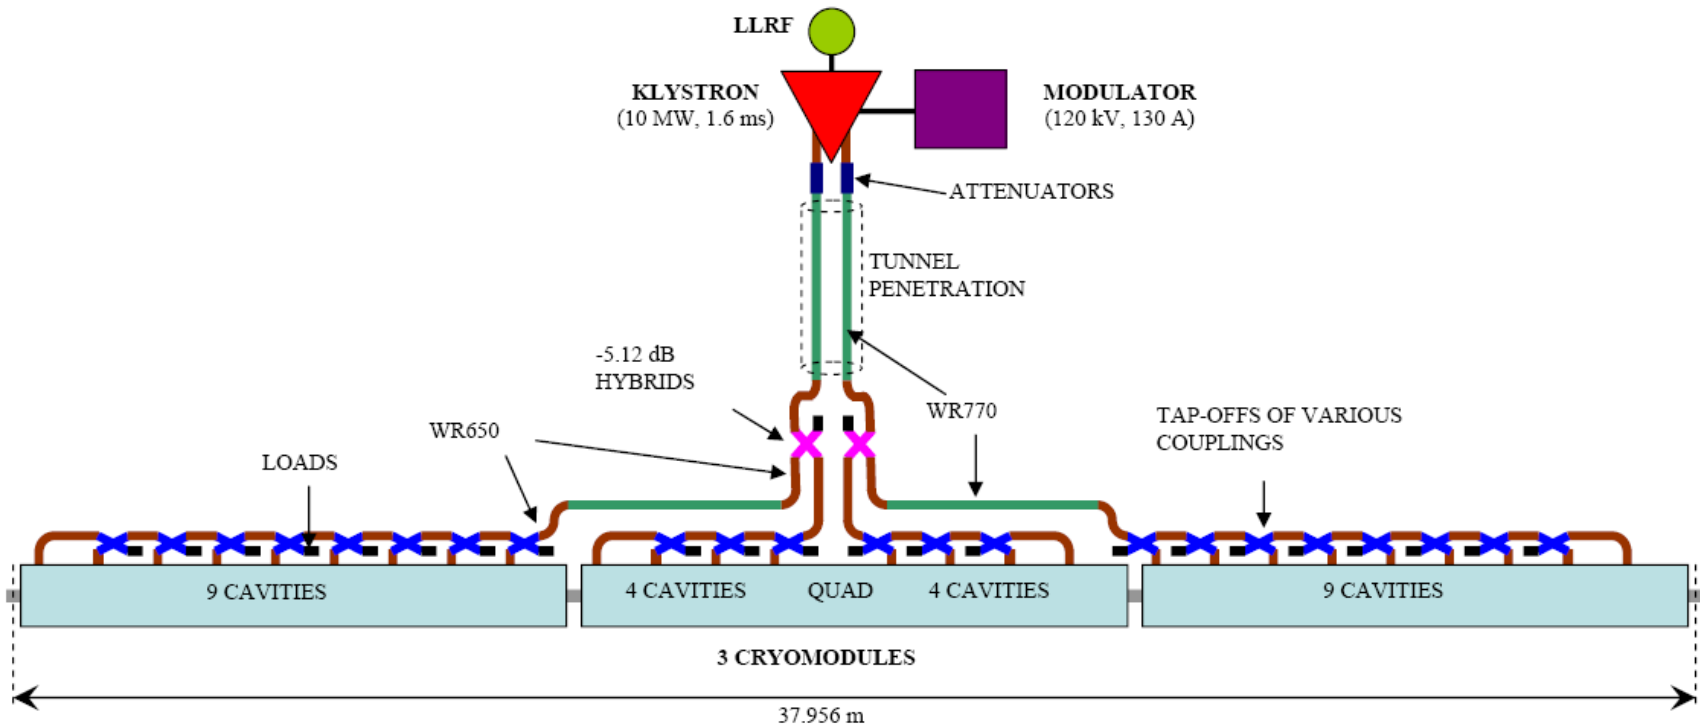 LLRF
KLYSTRON
(10 MW, 1.6 ms)
MODULATOR
(120 kV, 130 A)
ATTENUATORS
TUNNEL
PENETRATION
-5.12 dB
HYBRIDS
WR770
TAP-OFFS OF VARIOUS
COUPLINGS
WR650
LOADS
9 CAVITIES
4 CAVITIES
QUAD
4 CAVITIES
9 CAVITIES
3 CRYOMODULES
37.956 m